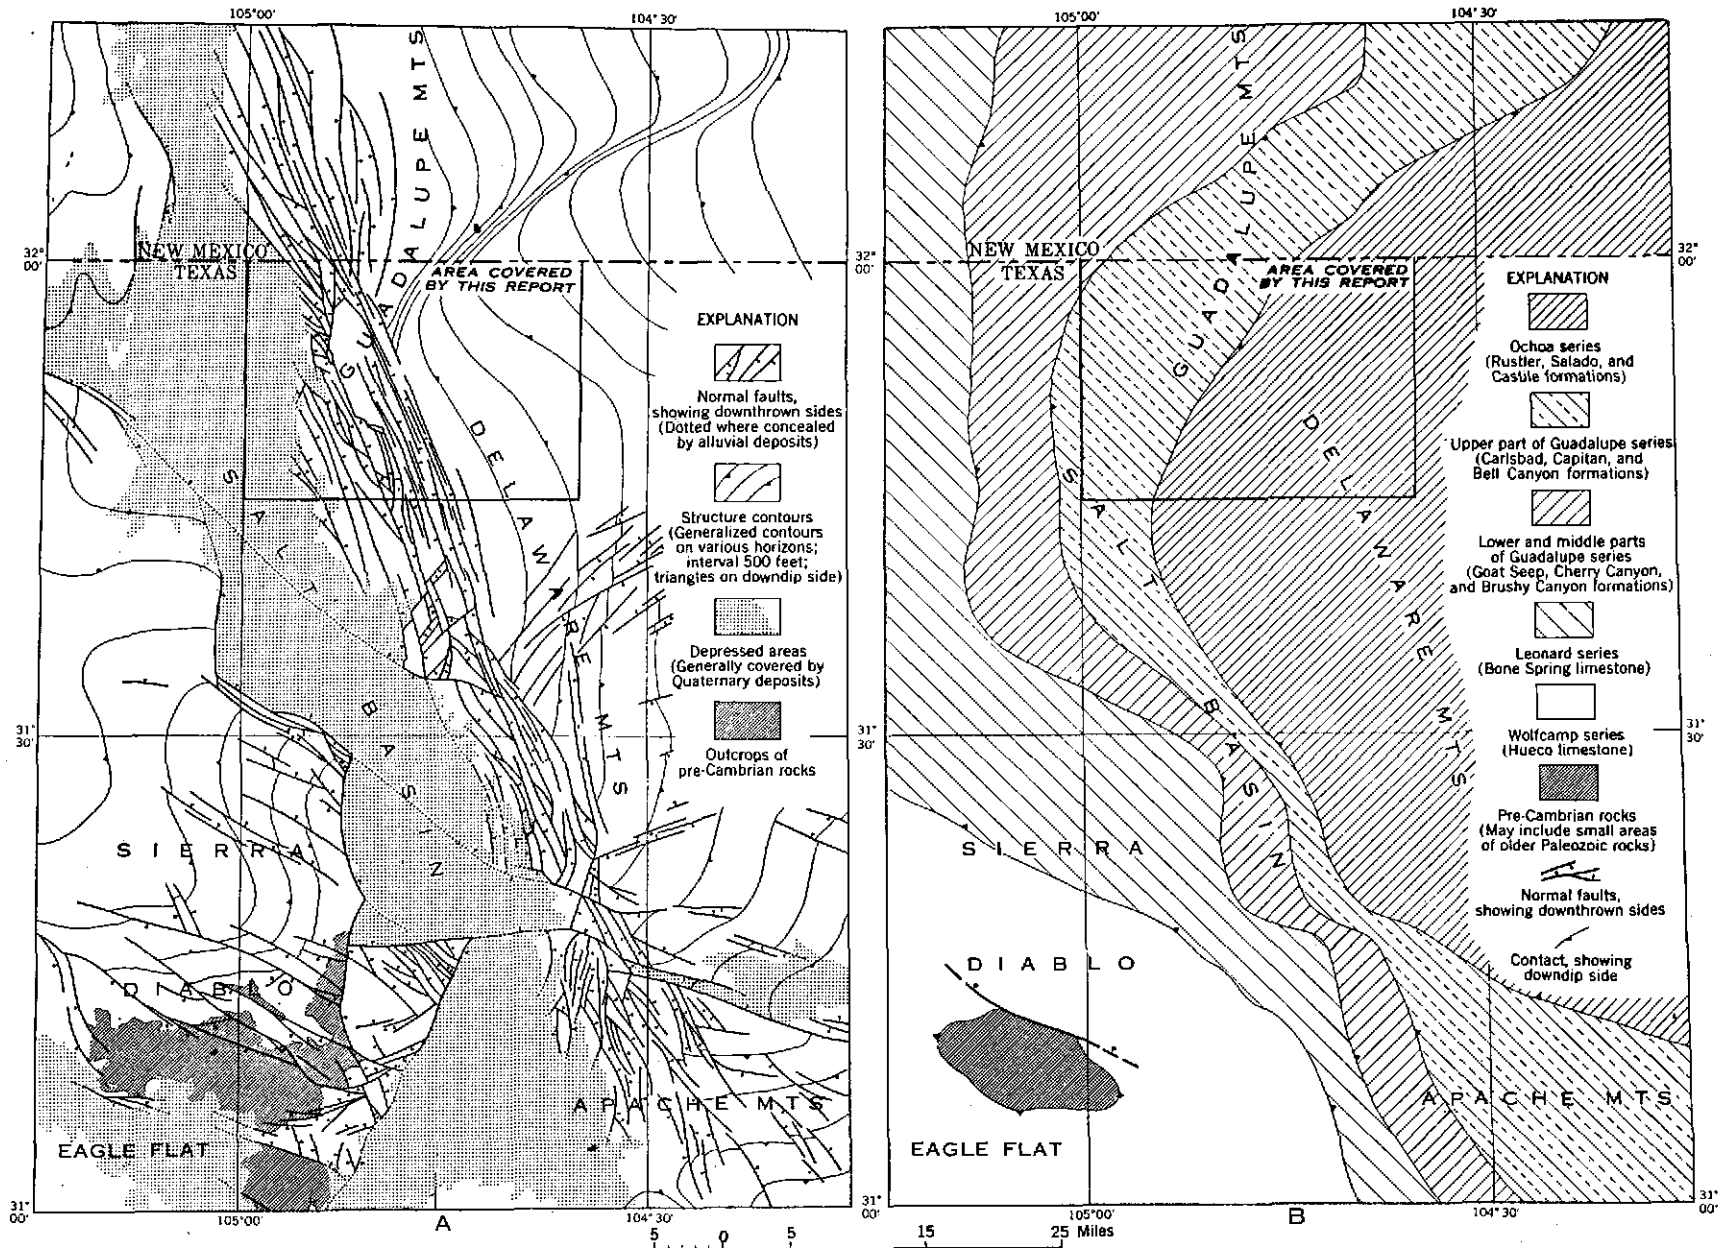 105°00'
104°30'
GUADALUPE MTS
NEW MEXICO
TEXAS
32°
00'
AREA COVERED
BY THIS REPORT
DELAWARE MTS
SALT BASIN
31°
30'
SIERRA
DIABLO
EAGLE FLAT
APACHE MTS
31°
00'
105°00'
A
104°30'
EXPLANATION
Normal faults,
showing downthrown sides
(Dotted where concealed
by alluvial deposits)
Structure contours
(Generalized contours
on various horizons;
interval 500 feet;
triangles on downdip side)
Depressed areas
(Generally covered by
Quaternary deposits)
Outcrops of
pre-Cambrian rocks
105°00'
104°30'
GUADALUPE MTS
NEW MEXICO
TEXAS
32°
00'
32°
00'
AREA COVERED
BY THIS REPORT
DELAWARE MTS
SALT BASIN
31°
30'
SIERRA
DIABLO
EAGLE FLAT
APACHE MTS
31°
00'
31°
00'
105°00'
B
104°30'
EXPLANATION
Ochoa series
(Rustler, Salado, and
Castile formations)
Upper part of Guadalupe series
(Carlsbad, Capitan, and
Bell Canyon formations)
Lower and middle parts
of Guadalupe series
(Goat Seep, Cherry Canyon,
and Brushy Canyon formations)
Leonard series
(Bone Spring limestone)
Wolfcamp series
(Hueco limestone)
Pre-Cambrian rocks
(May include small areas
of older Paleozoic rocks)
Normal faults,
showing downthrown sides
Contact, showing
downdip side
5 0 5 15 25 Miles